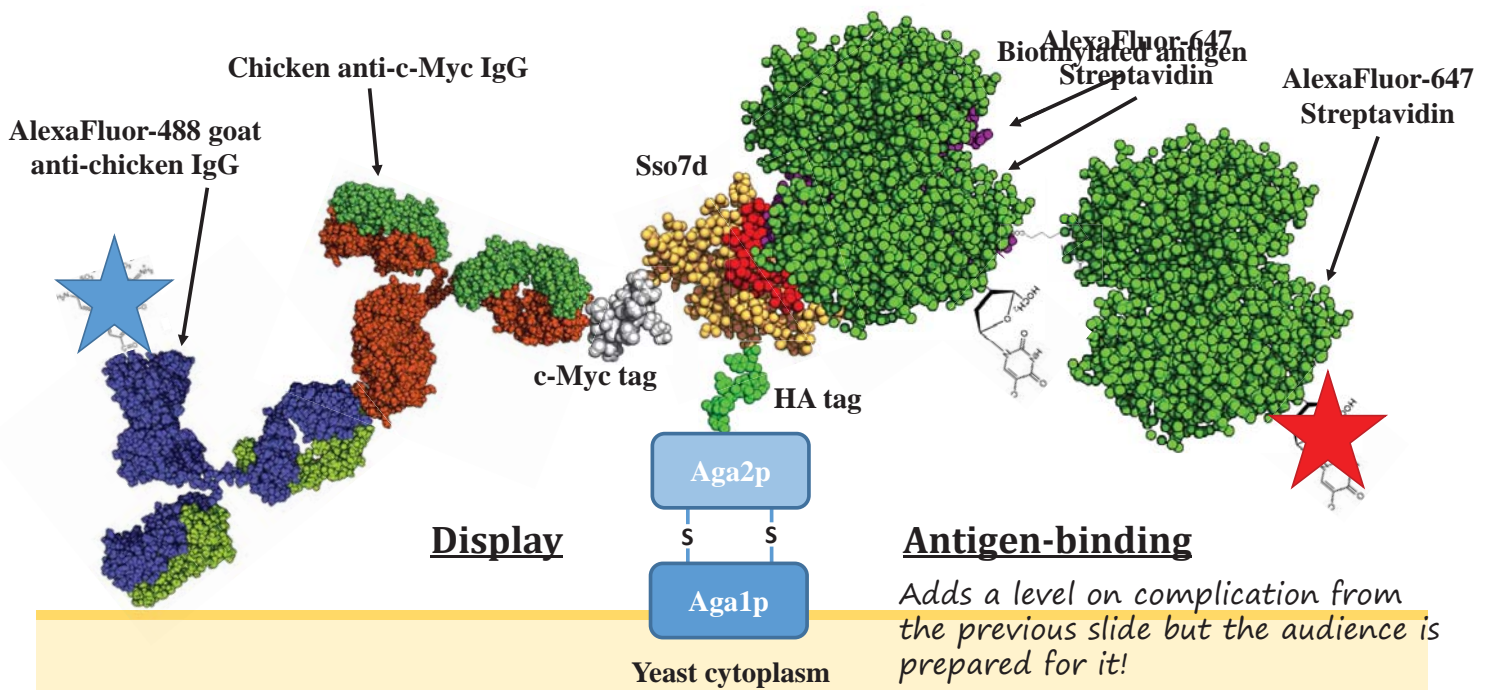 Chicken anti-c-Myc IgG
AlexaFluor-488 goat
anti-chicken IgG
Sso7d
Biotinylated antigen
AlexaFluor-647
Streptavidin
AlexaFluor-647
Streptavidin
c-Myc tag
HA tag
Aga2p
S S
Aga1p
Display
Antigen-binding
Adds a level on complication from
the previous slide but the audience is
prepared for it!
Yeast cytoplasm